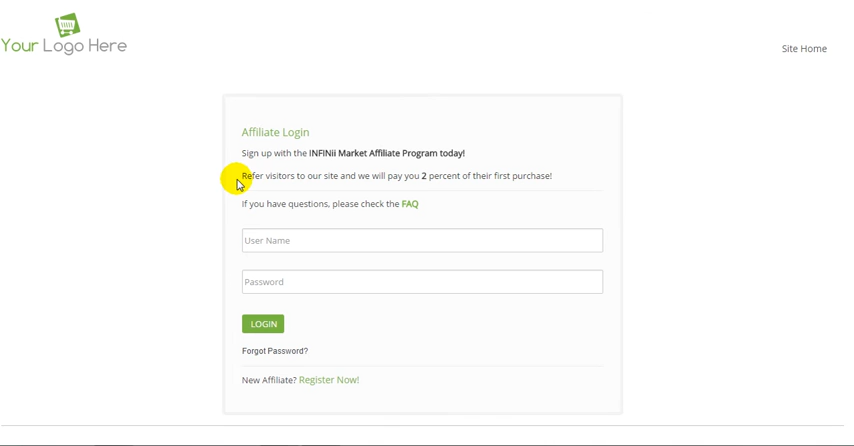 Your Logo Here
Site Home
Affiliate Login
Sign up with the INFINii Market Affiliate Program today!
Refer visitors to our site and we will pay you 2 percent of their first purchase!
If you have questions, please check the FAQ
User Name
Password
LOGIN
Forgot Password?
New Affiliate? Register Now!